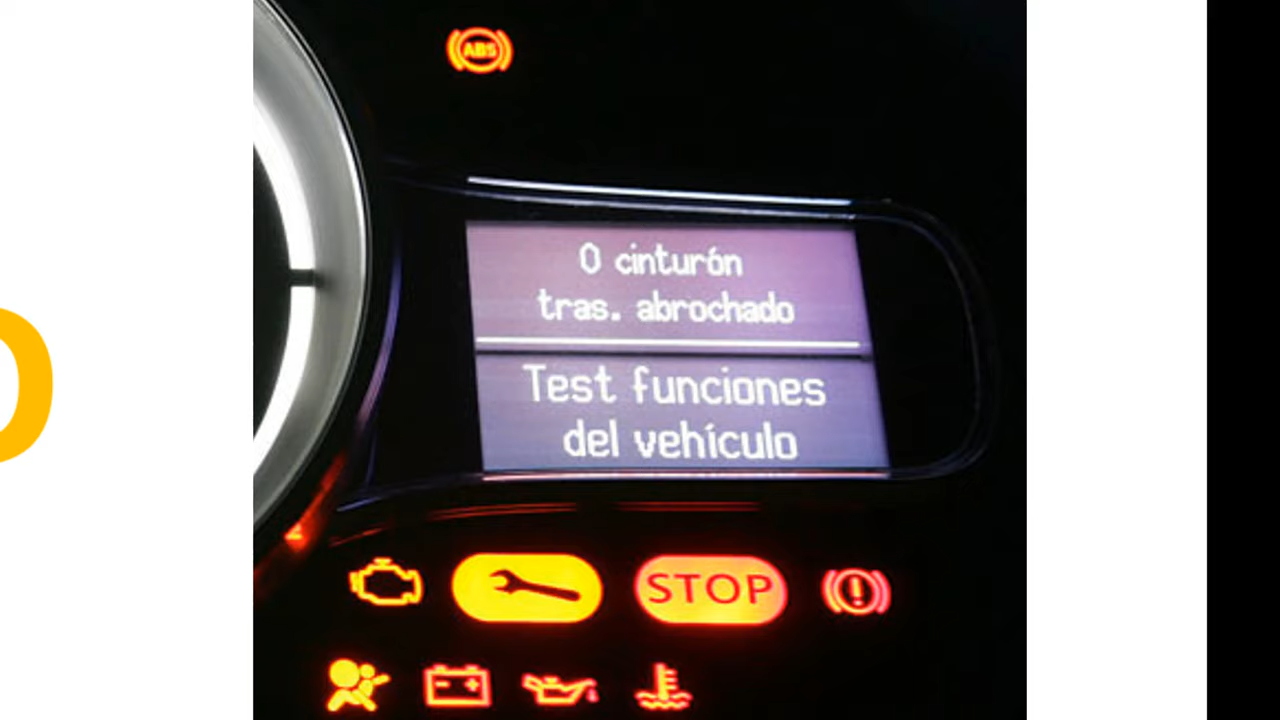 ABS
0 cinturón
tras. abrochado
Test funciones
del vehículo
STOP